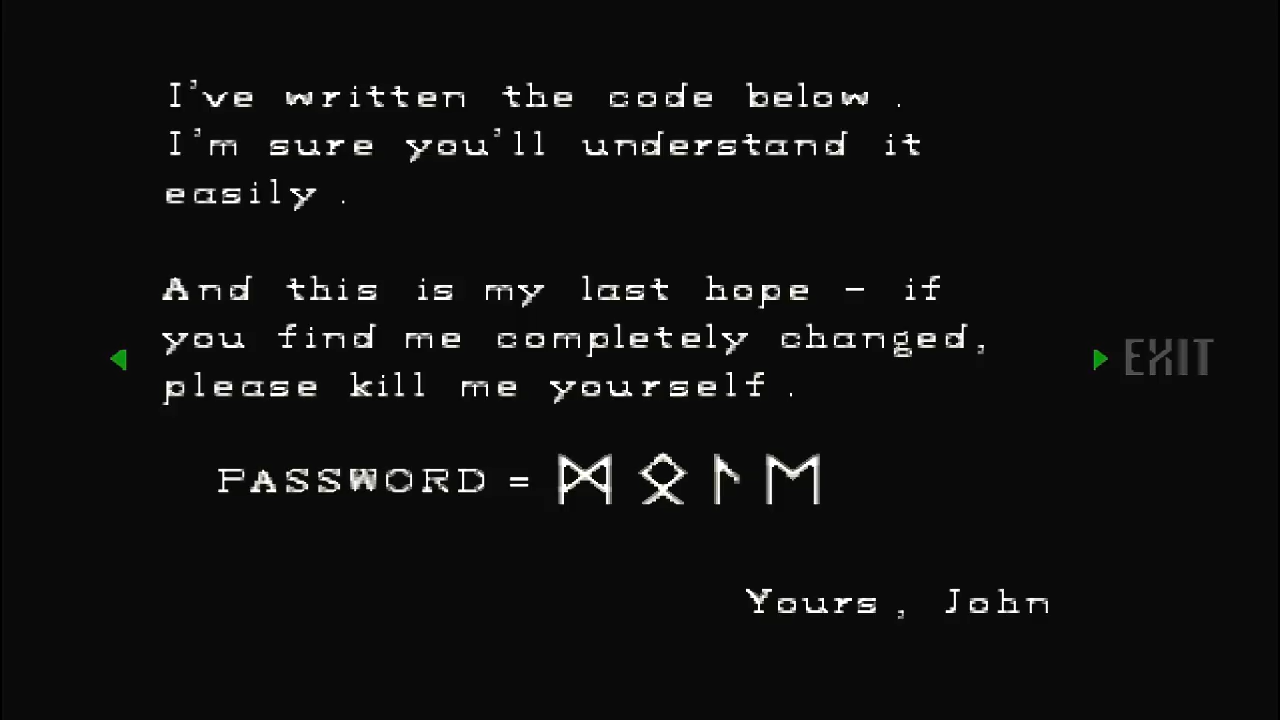 I've written the code below .
I'm sure you'll understand it
easily .
And this is my last hope – if
you find me completely changed,
please kill me yourself .
PASSWORD = ᛗ ᛟ ᛚ ᛖ
Yours , John
EXIT